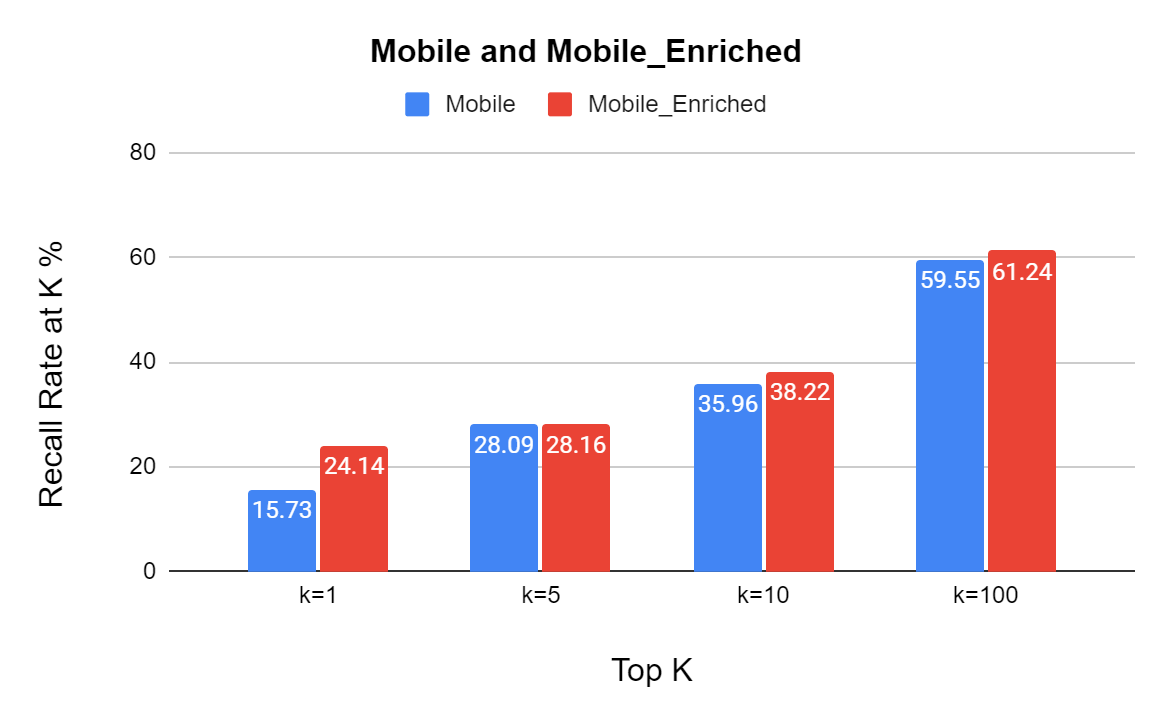 Mobile and Mobile_Enriched
Mobile Mobile_Enriched
Recall Rate at K %
80
60
40
20
0
15.73 24.14 28.09 28.16 35.96 38.22 59.55 61.24
k=1 k=5 k=10 k=100
Top K